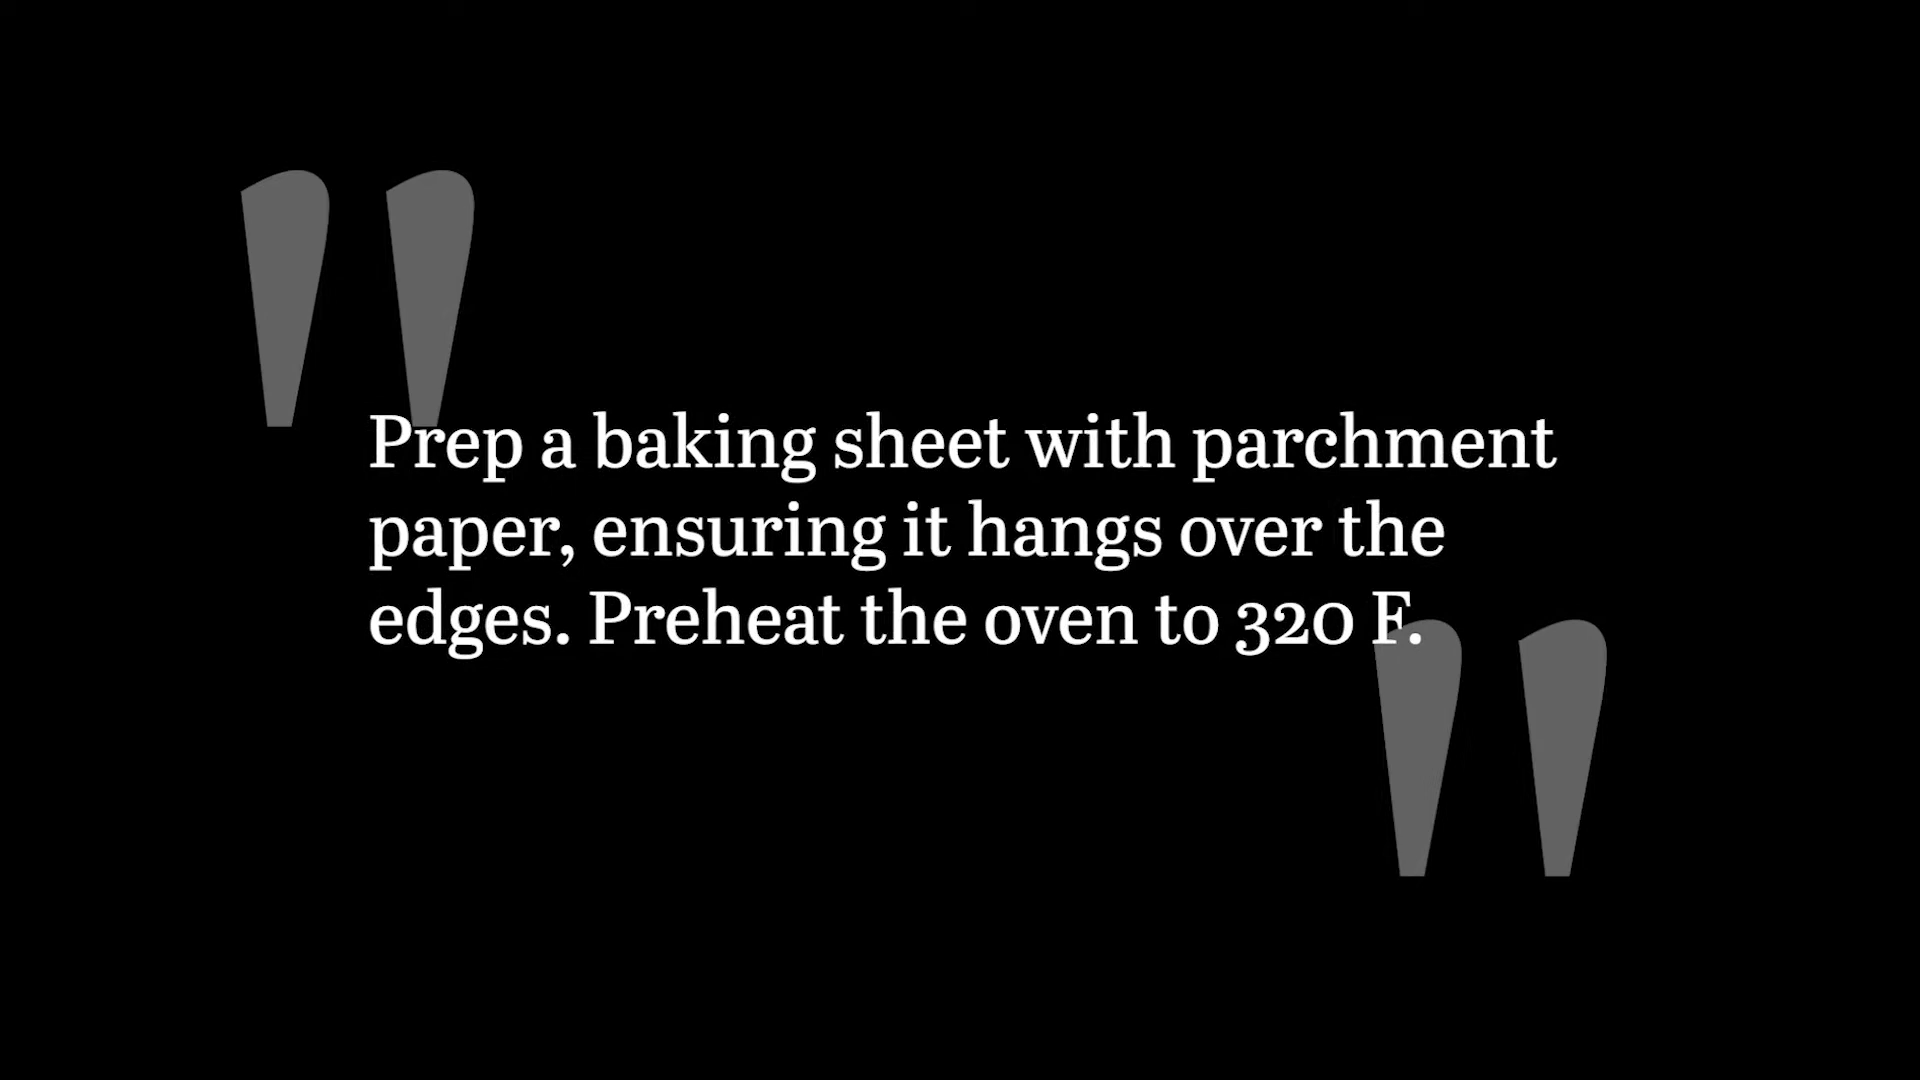 "Prep a baking sheet with parchment
paper, ensuring it hangs over the
edges. Preheat the oven to 320 F."